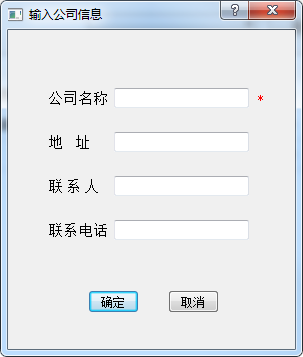 输入公司信息
公司名称 *
地 址
联 系 人
联系电话
确定 取消